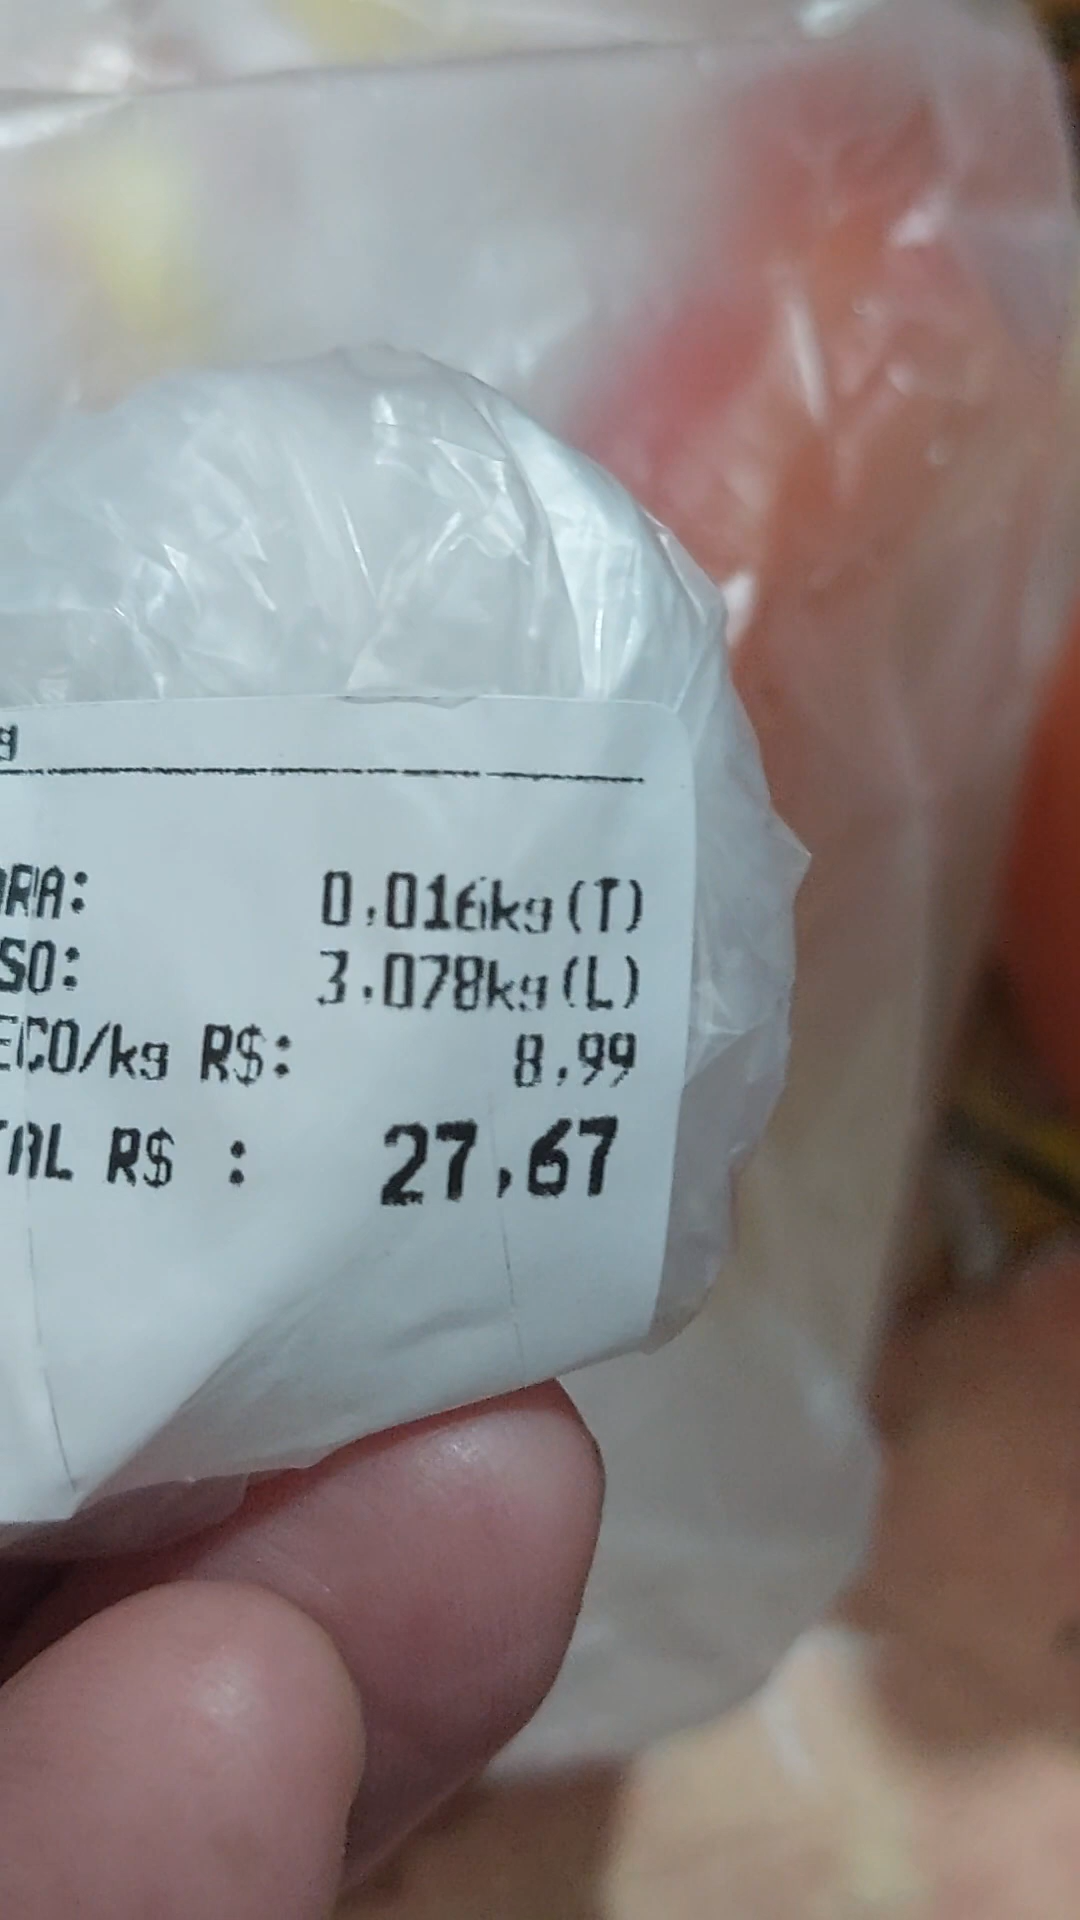 g
ORA: 0,016kg(T)
SO: 3,078kg(L)
ECO/kg R$: 8,99
TAL R$ : 27,67